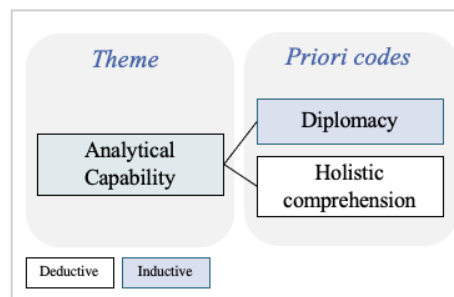 Theme
Priori codes
Analytical
Capability
Diplomacy
Holistic
comprehension
Deductive
Inductive